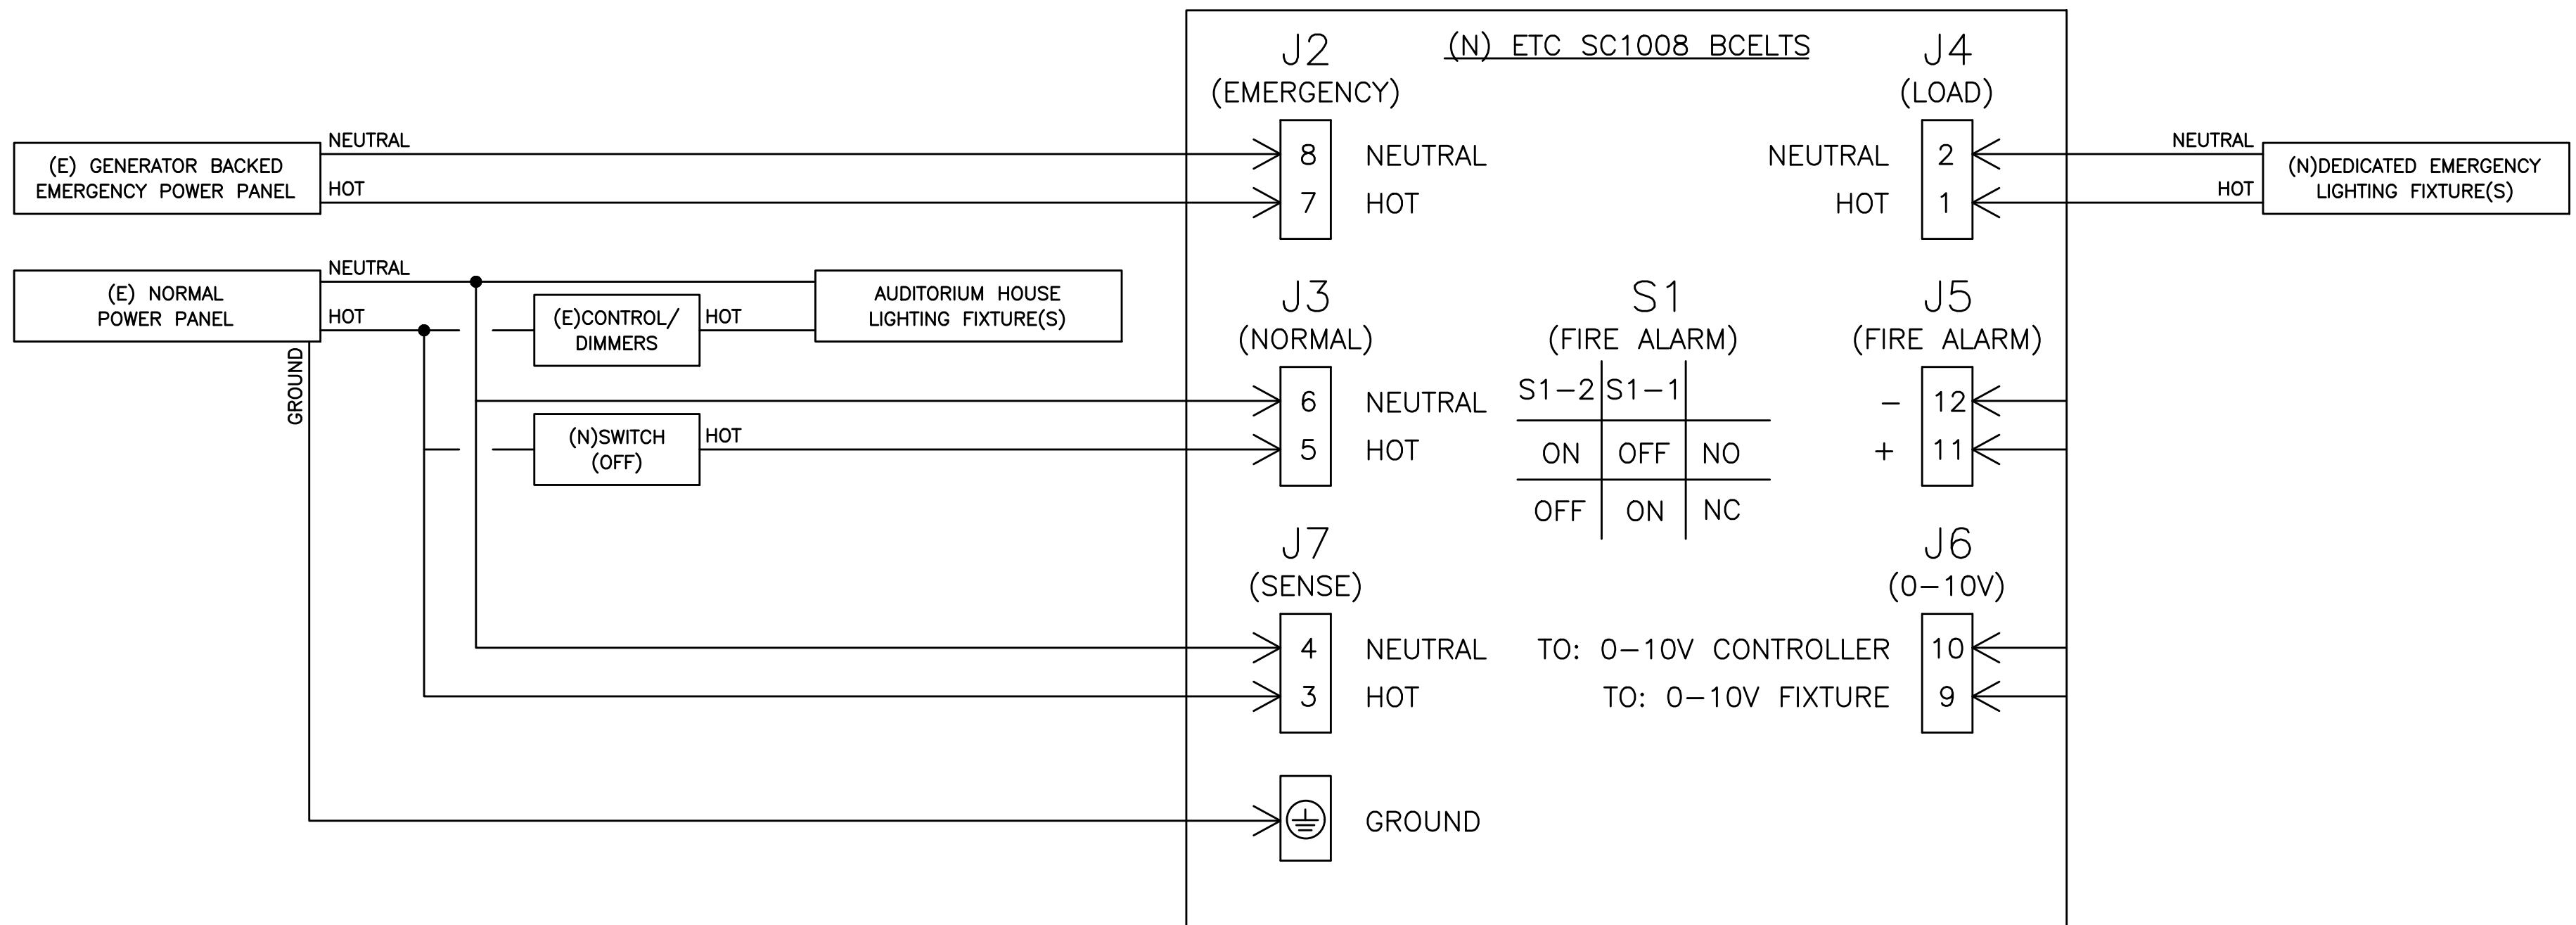 (N) ETC SC1008 BCELTS
J2
(EMERGENCY)
8 NEUTRAL
7 HOT
J4
(LOAD)
NEUTRAL 2
HOT 1
NEUTRAL
HOT
(E) GENERATOR BACKED
EMERGENCY POWER PANEL
NEUTRAL
HOT
(N)DEDICATED EMERGENCY
LIGHTING FIXTURE(S)
(E) NORMAL
POWER PANEL
NEUTRAL
HOT
GROUND
(E)CONTROL/
DIMMERS
HOT
AUDITORIUM HOUSE
LIGHTING FIXTURE(S)
(N)SWITCH
(OFF)
HOT
J3
(NORMAL)
6 NEUTRAL
5 HOT
S1
(FIRE ALARM)
S1-2 S1-1
ON OFF NO
OFF ON NC
J5
(FIRE ALARM)
- 12
+ 11
J7
(SENSE)
4 NEUTRAL
3 HOT
J6
(0-10V)
TO: 0-10V CONTROLLER 10
TO: 0-10V FIXTURE 9
GROUND